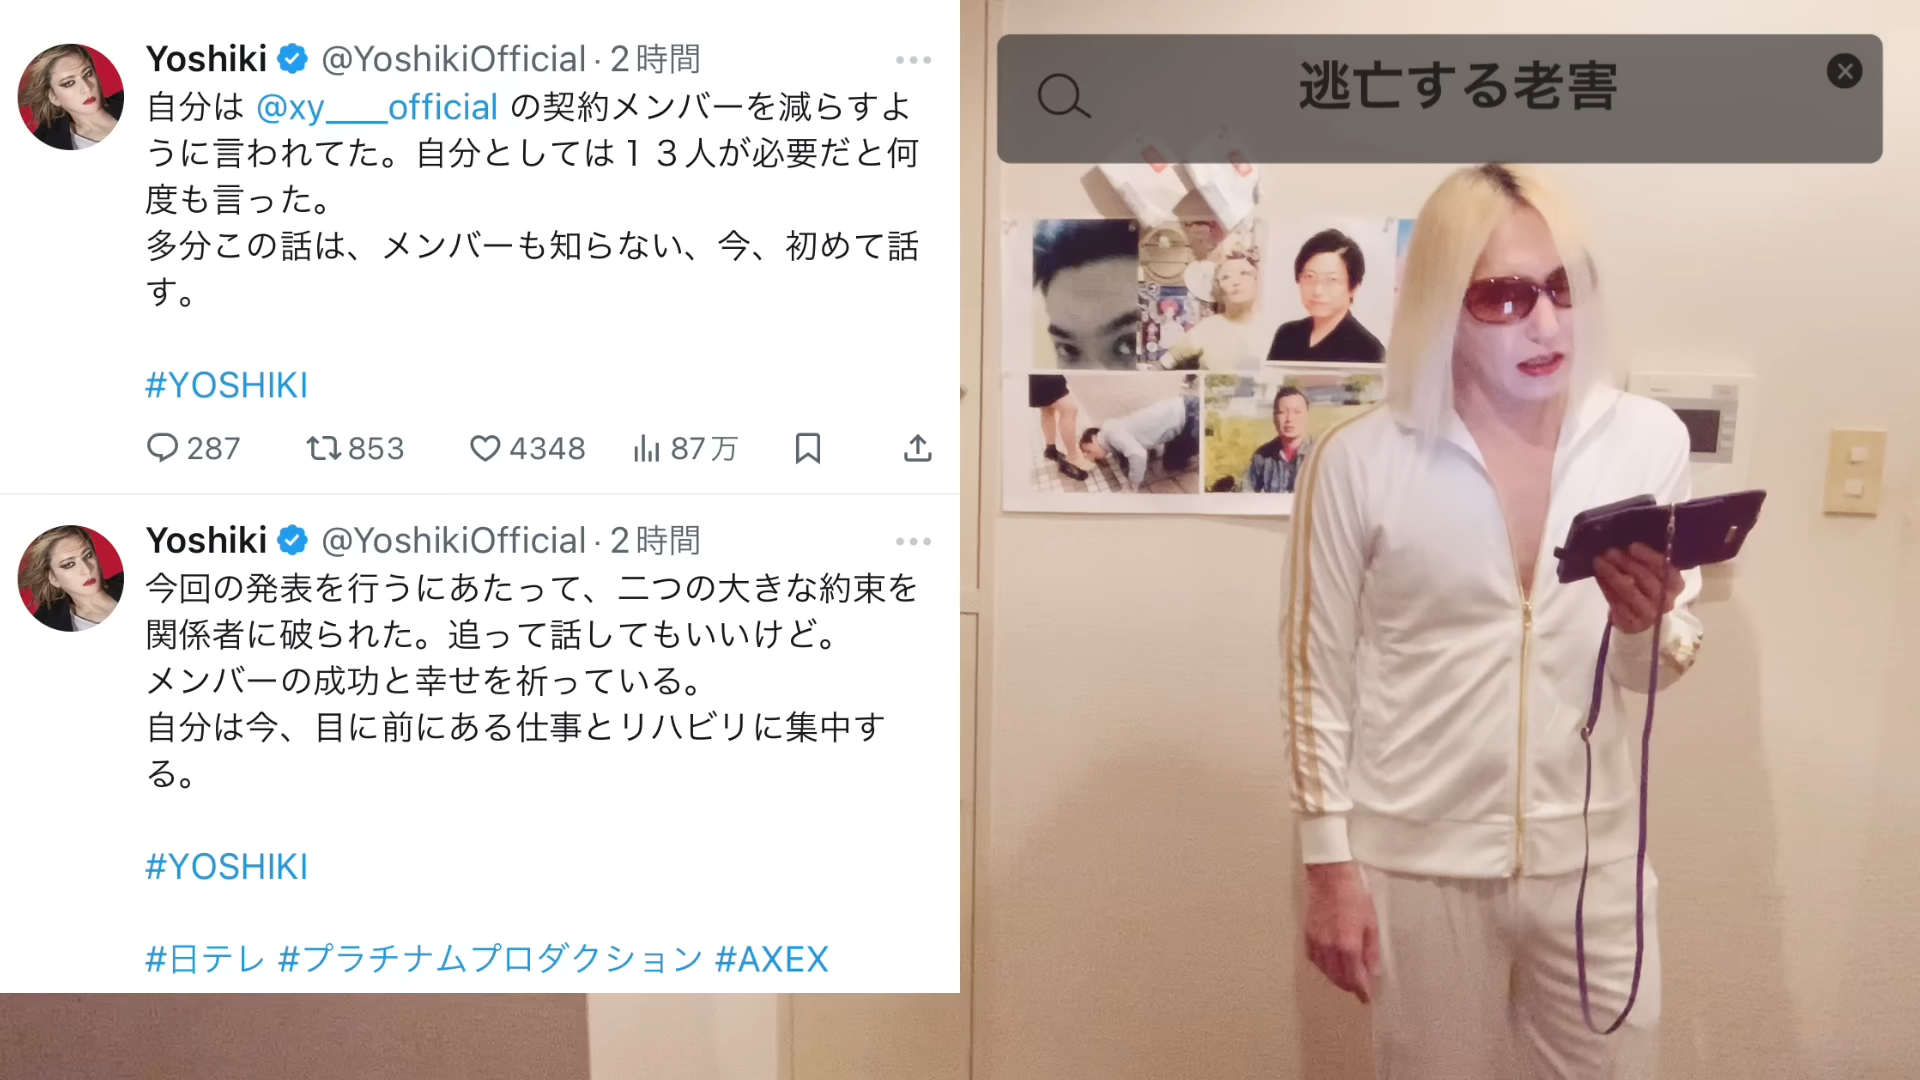 Yoshiki @YoshikiOfficial · 2時間
自分は @xy____official の契約メンバーを減らすよ
うに言われてた。自分としては１３人が必要だと何
度も言った。
多分この話は、メンバーも知らない、今、初めて話
す。
#YOSHIKI
287 853 4348 87万
Yoshiki @YoshikiOfficial · 2時間
今回の発表を行うにあたって、二つの大きな約束を
関係者に破られた。追って話してもいいけど。
メンバーの成功と幸せを祈っている。
自分は今、目に前にある仕事とリハビリに集中す
る。
#YOSHIKI
#日テレ #プラチナムプロダクション #AXEX
逃亡する老害